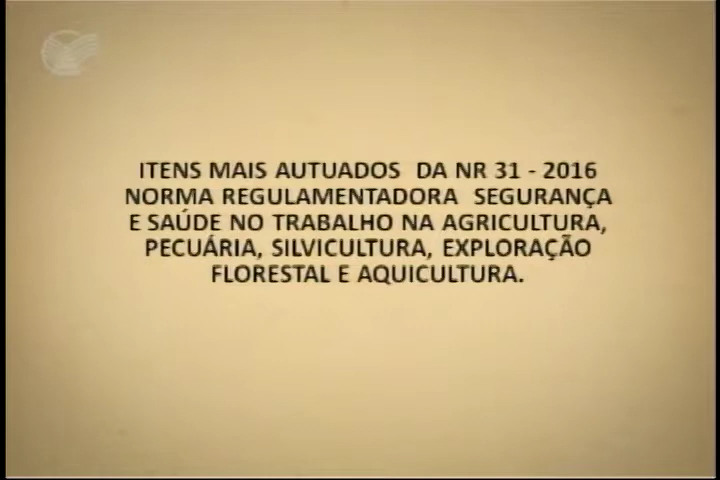 ITENS MAIS AUTUADOS DA NR 31 - 2016
NORMA REGULAMENTADORA SEGURANÇA
E SAÚDE NO TRABALHO NA AGRICULTURA,
PECUÁRIA, SILVICULTURA, EXPLORAÇÃO
FLORESTAL E AQUICULTURA.